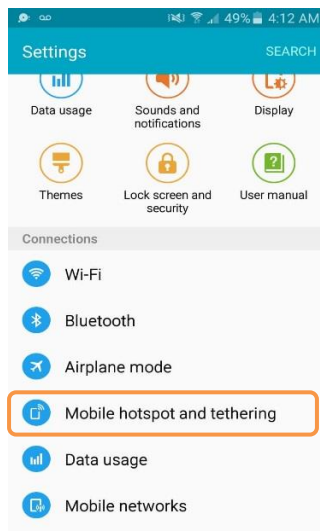 49% 4:12 AM
Settings SEARCH
Data usage Sounds and notifications Display
Themes Lock screen and security User manual
Connections
Wi-Fi
Bluetooth
Airplane mode
Mobile hotspot and tethering
Data usage
Mobile networks